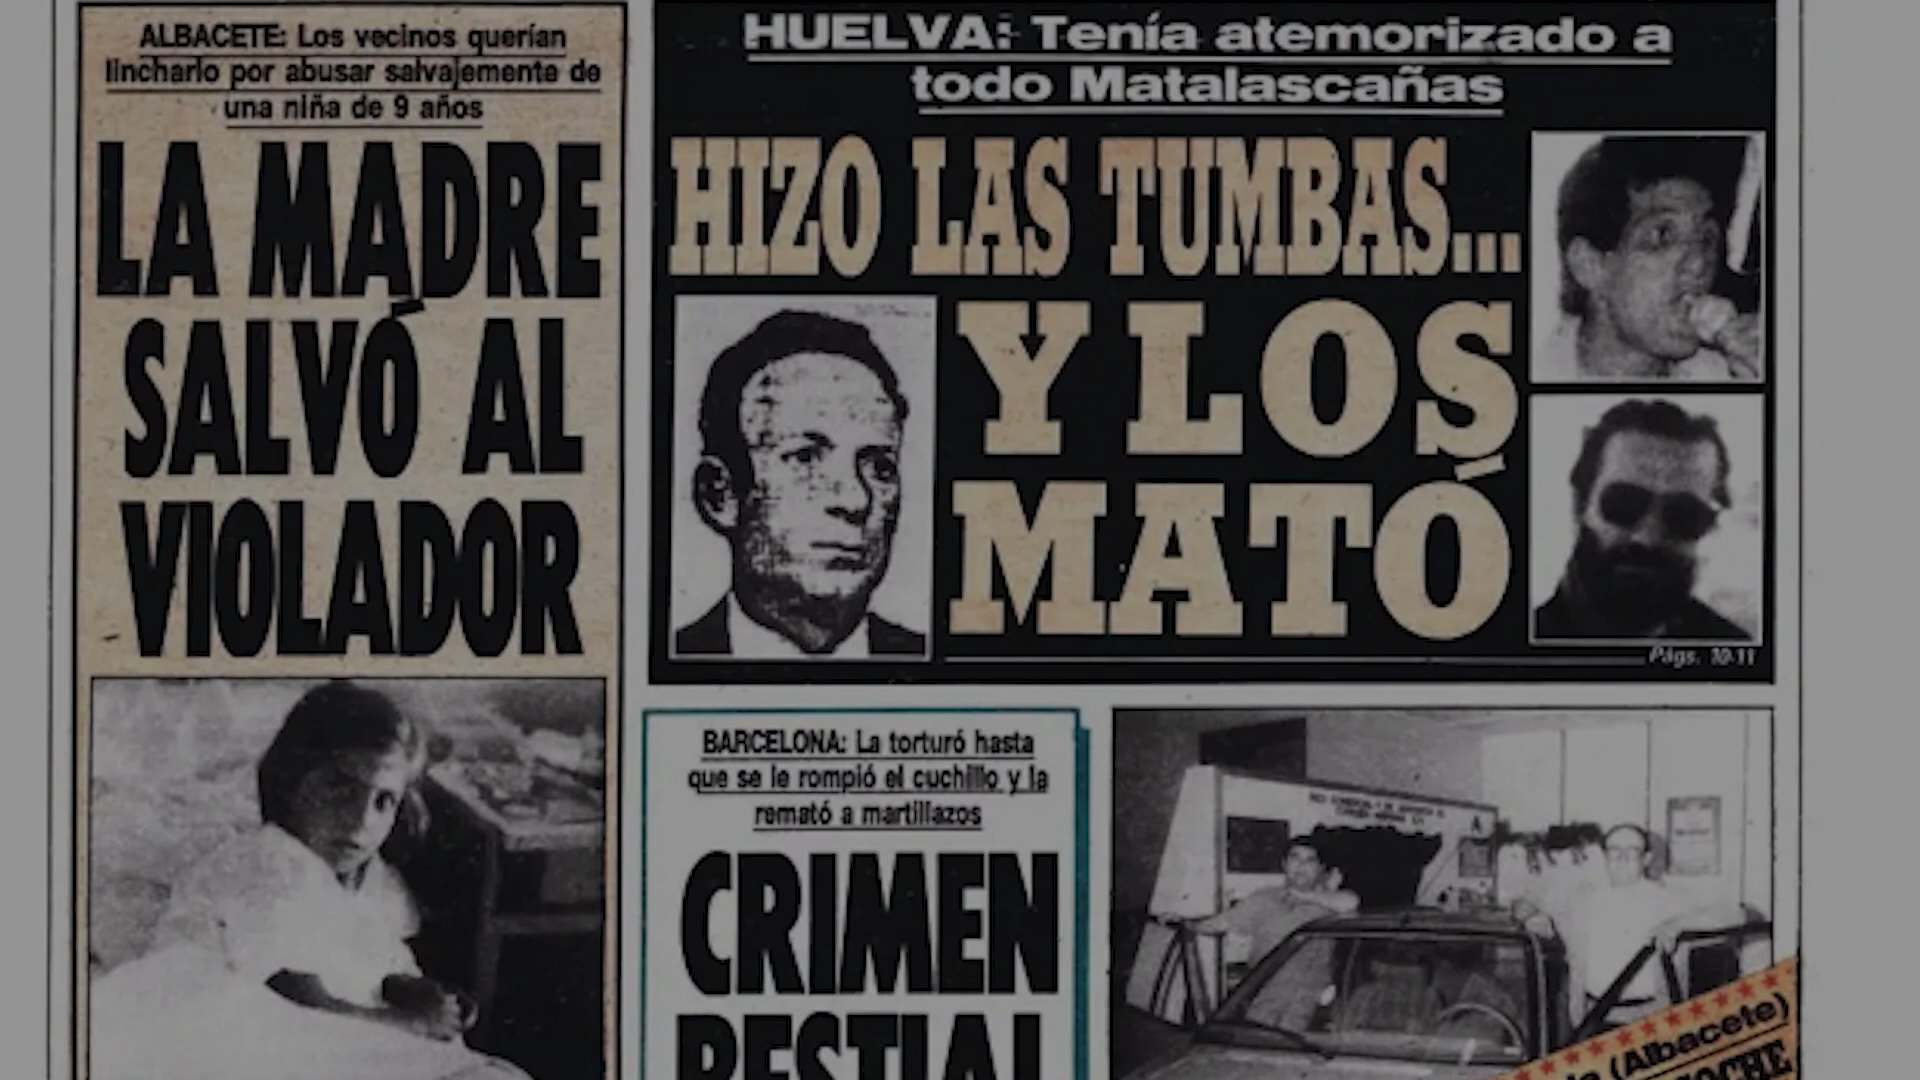 ALBACETE: Los vecinos querían
lincharlo por abusar salvajemente de
una niña de 9 años
LA MADRE
SALVÓ AL
VIOLADOR
HUELVA: Tenía atemorizado a
todo Matalascañas
HIZO LAS TUMBAS...
Y LOS
MATÓ
Págs. 10-11
BARCELONA: La torturó hasta
que se le rompió el cuchillo y la
remató a martillazos
CRIMEN
BESTIAL
(Albacete)